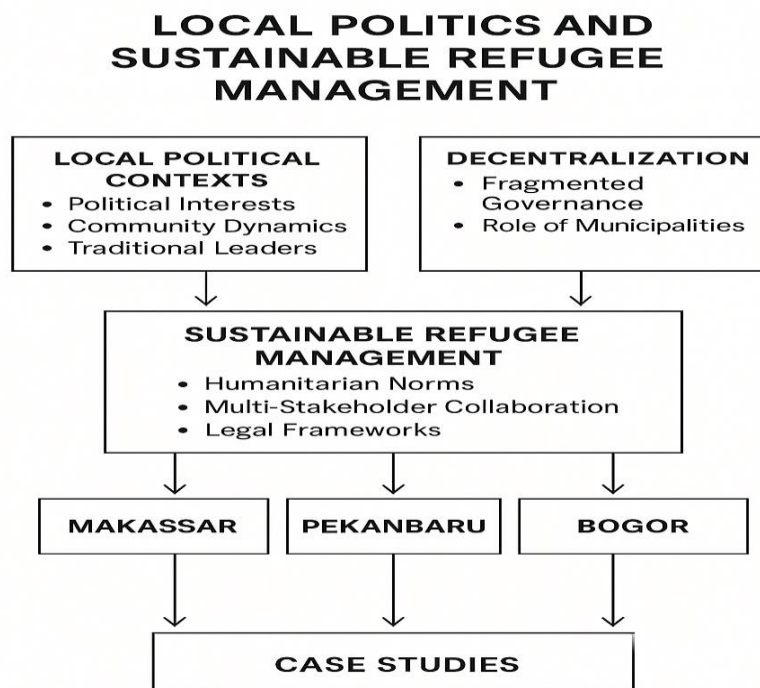 LOCAL POLITICS AND
SUSTAINABLE REFUGEE
MANAGEMENT
LOCAL POLITICAL
CONTEXTS
• Political Interests
• Community Dynamics
• Traditional Leaders
DECENTRALIZATION
• Fragmented
Governance
• Role of Municipalities
SUSTAINABLE REFUGEE
MANAGEMENT
• Humanitarian Norms
• Multi-Stakeholder Collaboration
• Legal Frameworks
MAKASSAR
PEKANBARU
BOGOR
CASE STUDIES